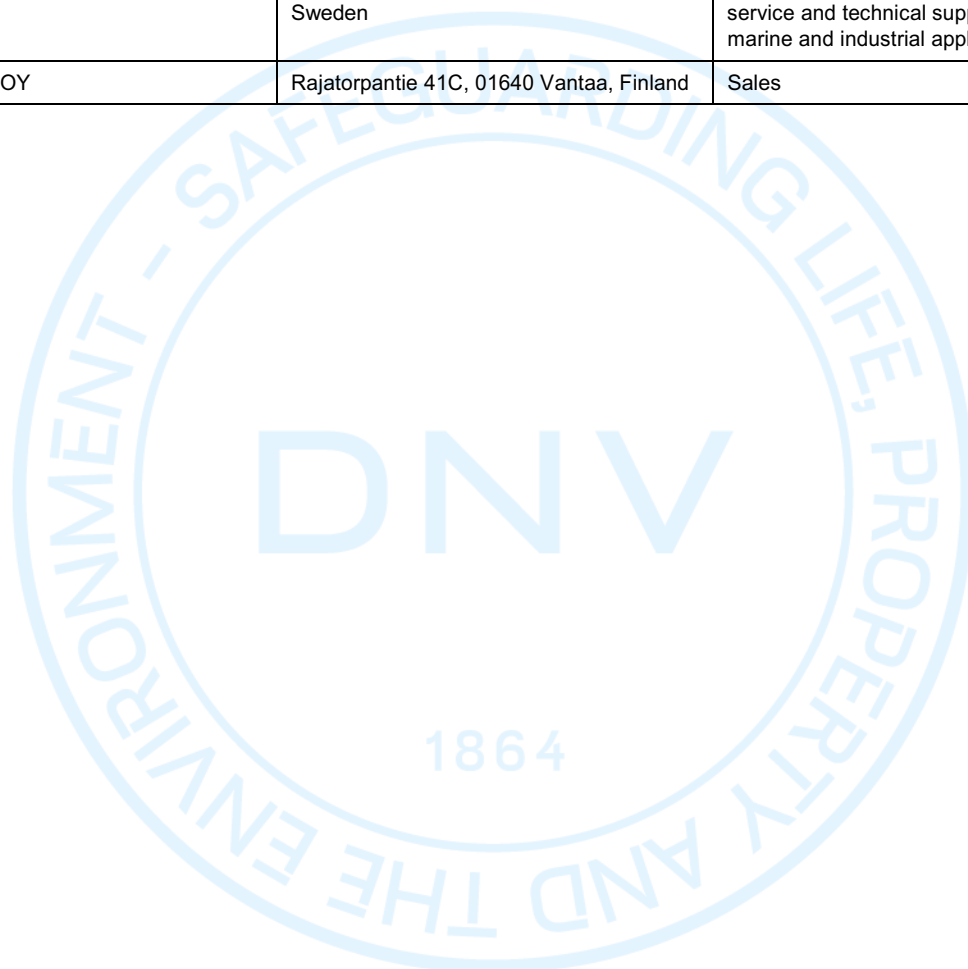 Sweden
service and technical sup
marine and industrial appl
OY
Rajatorpantie 41C, 01640 Vantaa, Finland
Sales
SAFEGUARDING LIFE, PROPERTY AND THE ENVIRONMENT -
DNV
1864